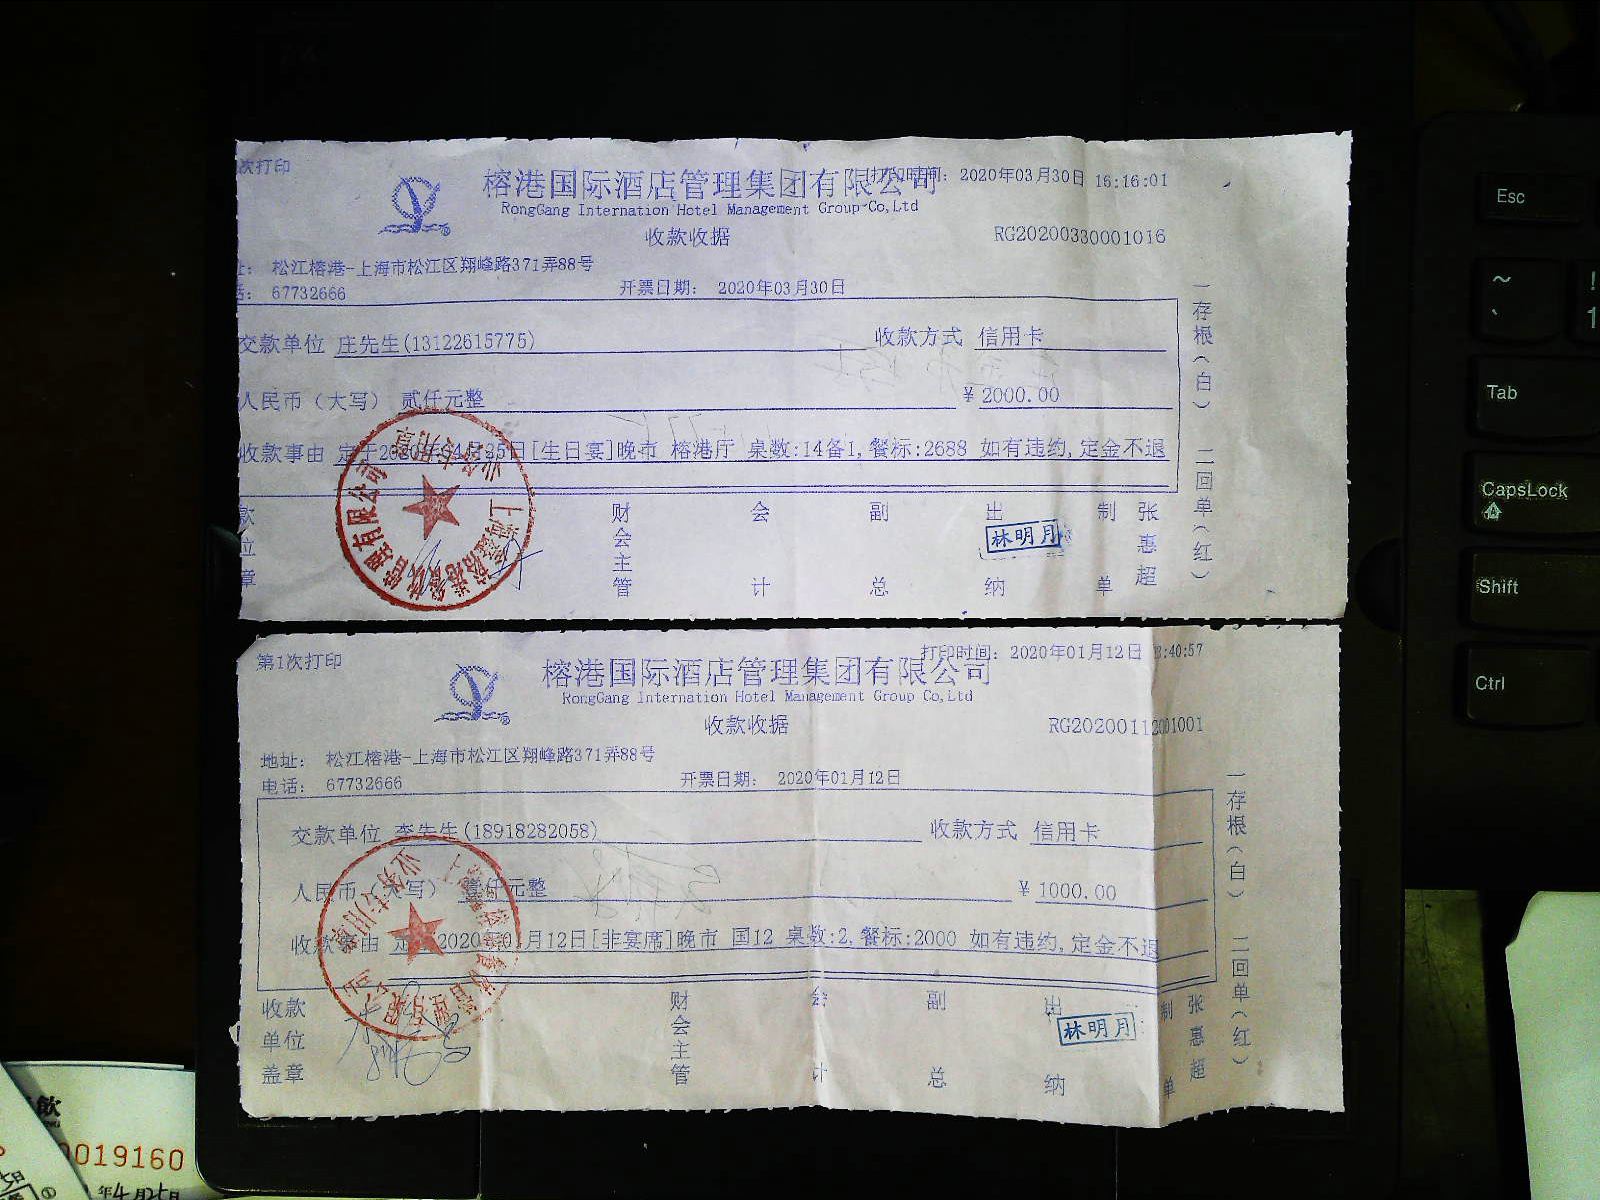 次打印
榕港国际酒店管理集团有限公司
打印时间: 2020年03月30日 16:16:01
RongGang Internation Hotel Management Group Co,Ltd
收款收据
RG20200330001016
址: 松江榕港-上海市松江区翔峰路371弄88号
话: 67732666
开票日期: 2020年03月30日
交款单位 庄先生(13122615775)
收款方式 信用卡
人民币（大写） 贰仟元整
¥ 2000.00
收款事由 定于2020年04月25日[生日宴]晚市 榕港厅 桌数:14备1,餐标:2688 如有违约,定金不退
款位章
财会主管
会计
副总
出纳
林明月
制单
张惠超
一存根(白) 二回单(红)
第1次打印
榕港国际酒店管理集团有限公司
打印时间: 2020年01月12日 :40:57
RongGang Internation Hotel Management Group Co,Ltd
收款收据
RG20200112001001
地址: 松江榕港-上海市松江区翔峰路371弄88号
电话: 67732666
开票日期: 2020年01月12日
交款单位 李先生(18918282058)
收款方式 信用卡
人民币（大写） 壹仟元整
¥ 1000.00
收款事由 定于2020年01月12日[非宴席]晚市 国12 桌数:2,餐标:2000 如有违约,定金不退
收款单位盖章
财会主管
会计
副总
出纳
林明月
制单
张惠超
一存根(白) 二回单(红)
Esc
~
!
1
Tab
CapsLock
Shift
Ctrl
飲
0019160
年4月25日